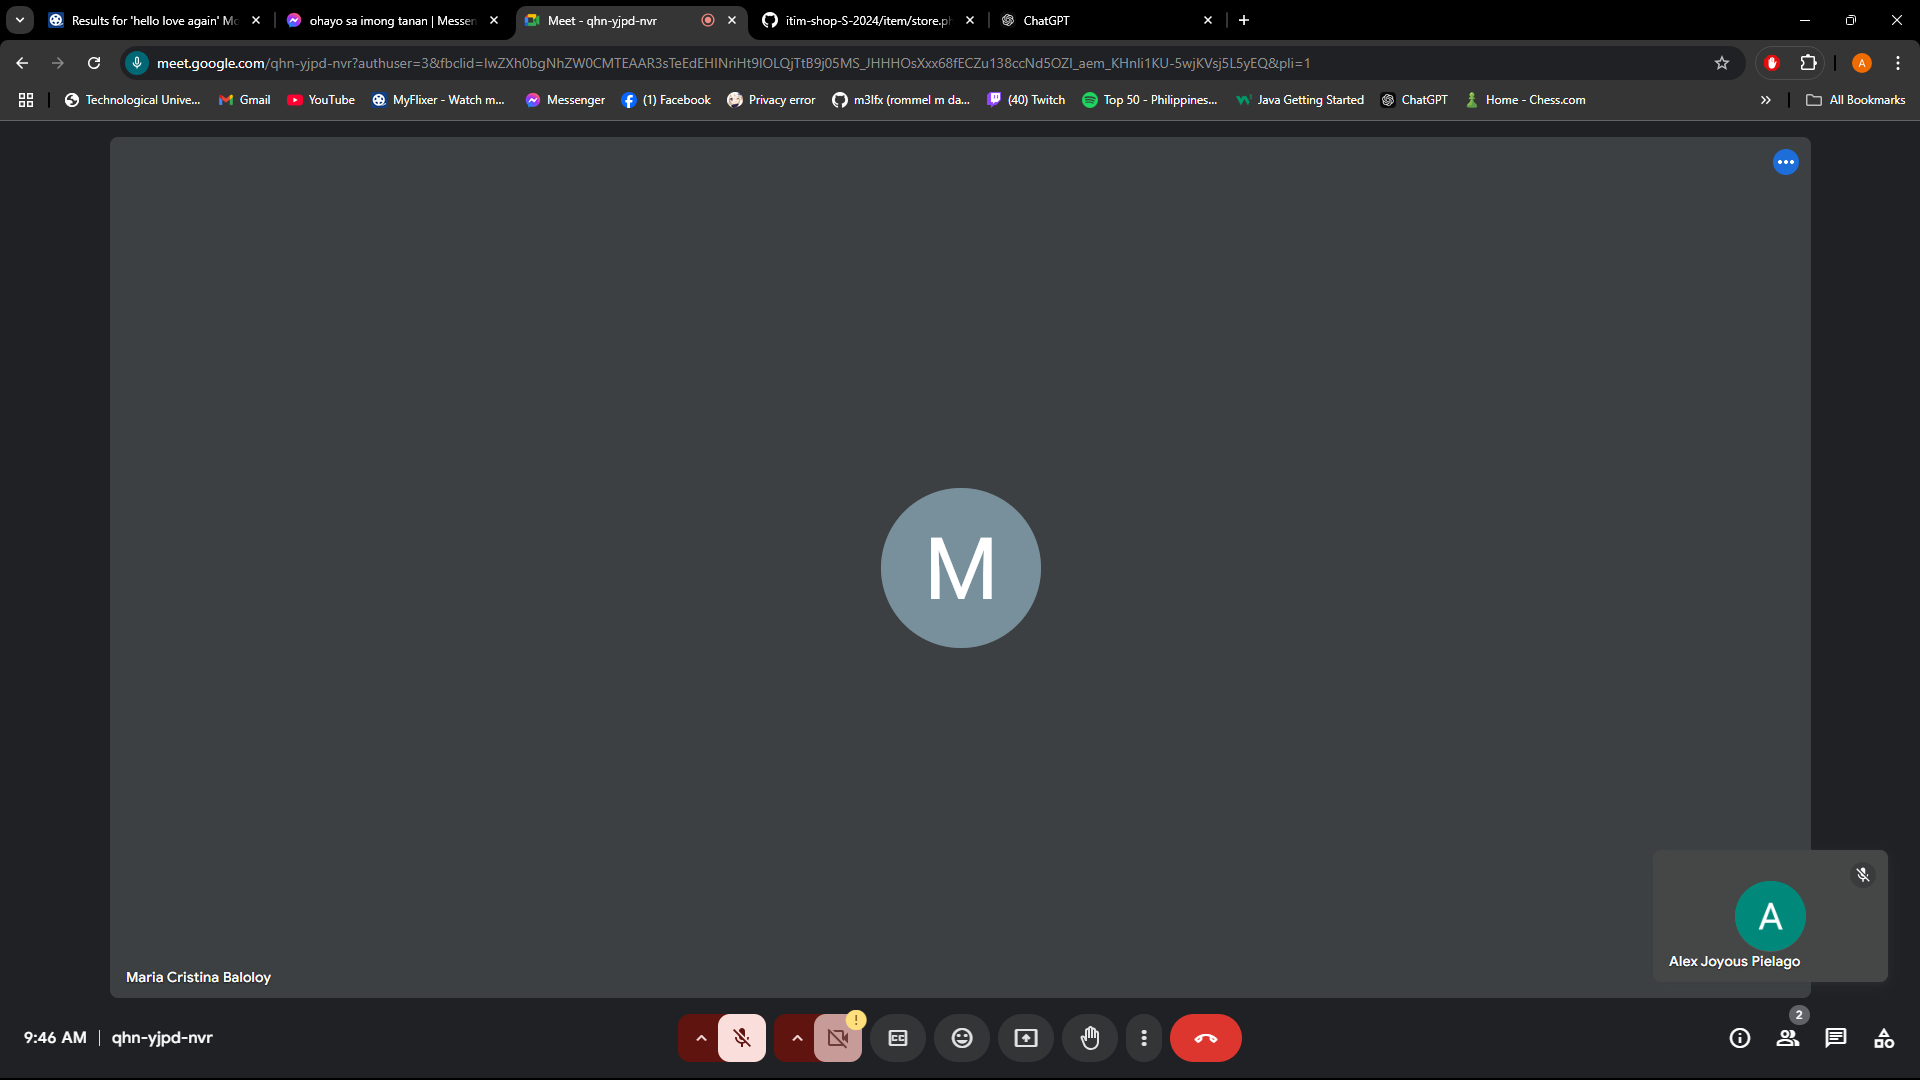 Results for 'hello love again' Mo
ohayo sa imong tanan | Messen
Meet - qhn-yjpd-nvr
itim-shop-S-2024/item/store.ph
ChatGPT
meet.google.com/qhn-yjpd-nvr?authuser=3&fbclid=IwZXh0bgNhZW0CMTEAAR3sTeEdEHINriHt9IOLQjTtB9j05MS_JHHHOsXxx68fECZu138ccNd5OZI_aem_KHnli1KU-5wjKVsj5L5yEQ&pli=1
A
Technological Unive...
Gmail
YouTube
MyFlixer - Watch m...
Messenger
(1) Facebook
Privacy error
m3lfx (rommel m da...
(40) Twitch
Top 50 - Philippines...
Java Getting Started
ChatGPT
Home - Chess.com
All Bookmarks
M
A
Alex Joyous Pielago
Maria Cristina Baloloy
9:46 AM | qhn-yjpd-nvr
!
CC
2